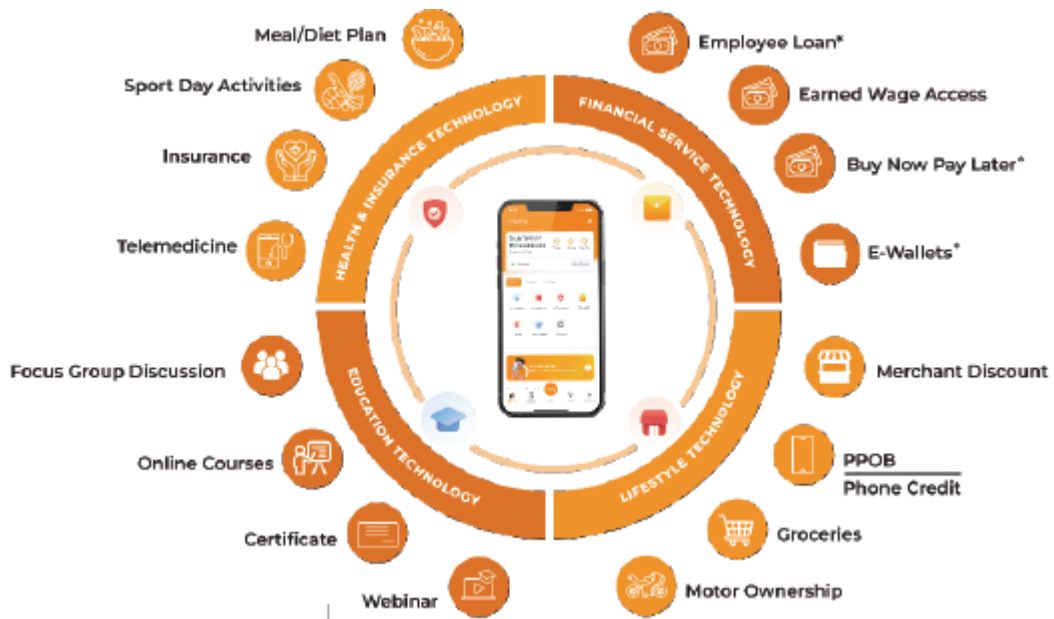 Meal/Diet Plan
Sport Day Activities
Insurance
Telemedicine
HEALTH & INSURANCE TECHNOLOGY
FINANCIAL SERVICE TECHNOLOGY
Employee Loan*
Earned Wage Access
Buy Now Pay Later*
E-Wallets*
Focus Group Discussion
Online Courses
Certificate
Webinar
EDUCATION TECHNOLOGY
LIFESTYLE TECHNOLOGY
Merchant Discount
PPOB
Phone Credit
Groceries
Motor Ownership